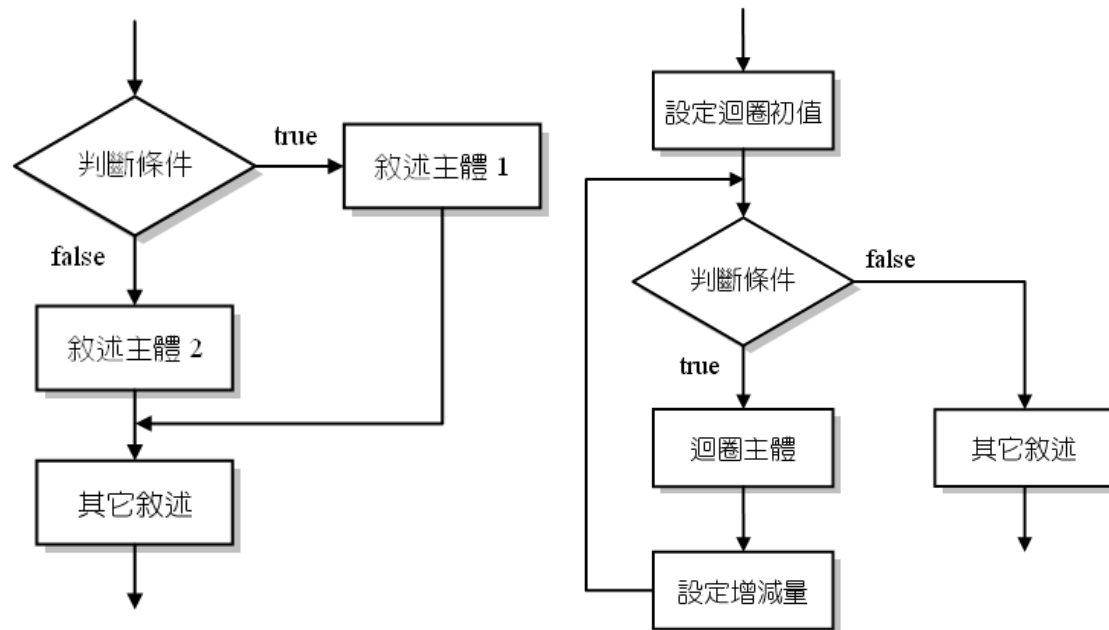 判斷條件
true
敘述主體 1
false
敘述主體 2
其它敘述
設定迴圈初值
判斷條件
false
true
迴圈主體
其它敘述
設定增減量